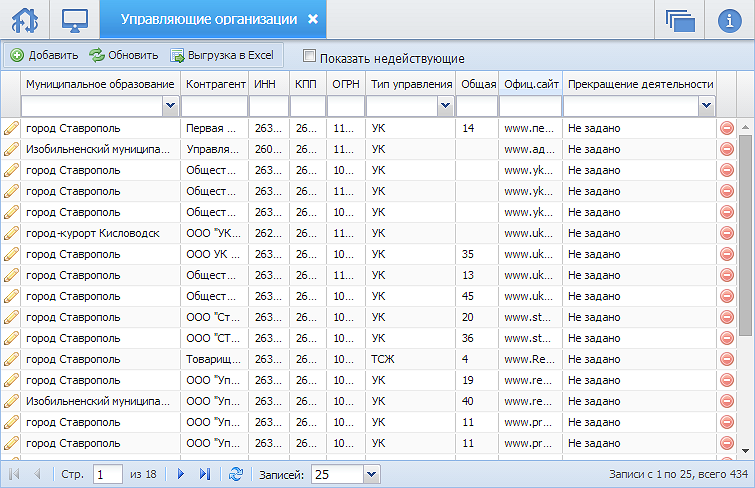 Управляющие организации
Добавить Обновить Выгрузка в Excel Показать недействующие
Муниципальное образование Контрагент ИНН КПП ОГРН Тип управления Общая Офиц.сайт Прекращение деятельности
город Ставрополь Первая ... 263... 26... 11... УК 14 www.пе... Не задано
Изобильненский муниципа... Управля... 260... 26... 11... УК www.ад... Не задано
город Ставрополь Общест... 263... 26... 10... УК www.yk... Не задано
город Ставрополь Общест... 263... 26... 11... УК www.yk... Не задано
город Ставрополь Общест... 263... 26... 10... УК www.yk... Не задано
город-курорт Кисловодск ООО "УК... 262... 26... 11... УК www.uk... Не задано
город Ставрополь ООО УК ... 263... 26... 10... УК 35 www.uk... Не задано
город Ставрополь Общест... 263... 26... 11... УК 13 www.uk... Не задано
город Ставрополь Общест... 263... 26... 10... УК 45 www.uk... Не задано
город Ставрополь ООО "Ст... 263... 26... 10... УК 20 www.st... Не задано
город Ставрополь ООО "СТ... 263... 26... 10... УК 36 www.st... Не задано
город Ставрополь Товарищ... 263... 26... 10... ТСЖ 4 www.Re... Не задано
город Ставрополь ООО "Уп... 263... 26... 10... УК 19 www.re... Не задано
Изобильненский муниципа... ООО "Уп... 263... 26... 10... УК 40 www.re... Не задано
город Ставрополь ООО "Уп... 263... 26... 10... УК 11 www.pr... Не задано
город Ставрополь ООО "Уп... 263... 26... 10... УК 11 www.pr... Не задано
Стр. 1 из 18 Записей: 25 Записи с 1 по 25, всего 434